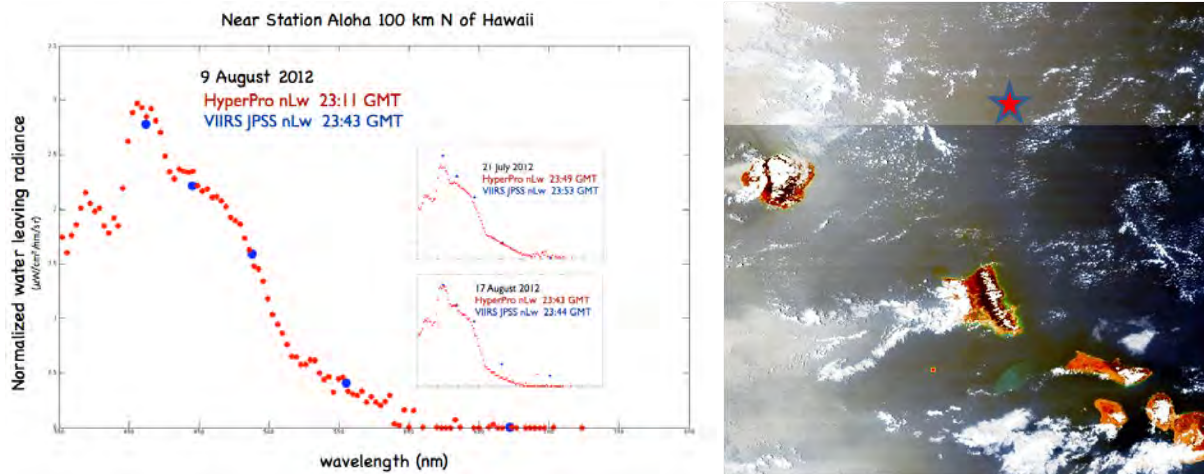 Near Station Aloha 100 km N of Hawaii
9 August 2012
HyperPro nLw 23:11 GMT
VIIRS JPSS nLw 23:43 GMT
21 July 2012
HyperPro nLw 23:49 GMT
VIIRS JPSS nLw 23:53 GMT
17 August 2012
HyperPro nLw 23:43 GMT
VIIRS JPSS nLw 23:44 GMT
Normalized water leaving radiance
(µW/cm²/nm/sr)
wavelength (nm)